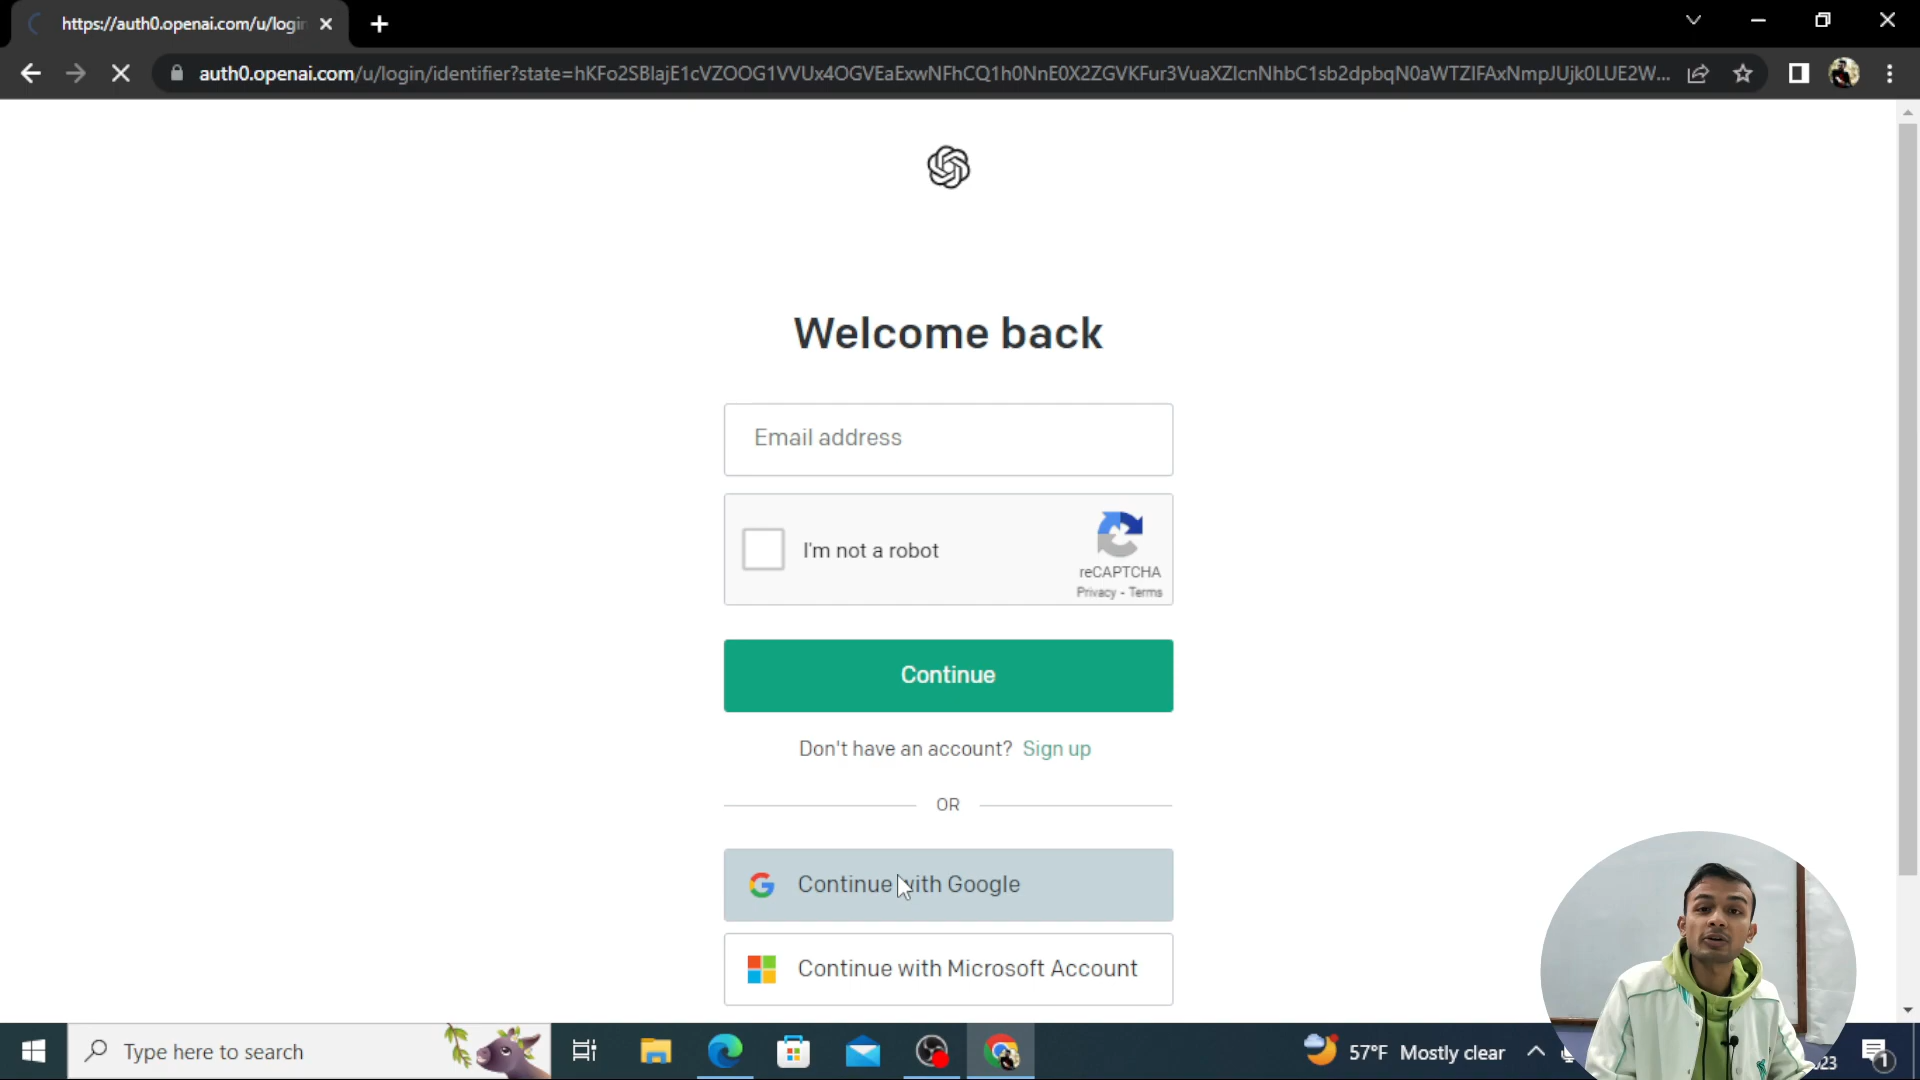 https://auth0.openai.com/u/logi
auth0.openai.com/u/login/identifier?state=hKFo2SBlajE1cVZOOG1VVUx4OGVEaExwNFhCQ1h0NnE0X2ZGVKFur3VuaXZlcnNhbC1sb2dpbqN0aWTZIFAxNmpJUjk0LUE2W...
Welcome back
Email address
I'm not a robot
reCAPTCHA
Privacy - Terms
Continue
Don't have an account? Sign up
OR
Continue with Google
Continue with Microsoft Account
Type here to search
57°F Mostly clear
23
1